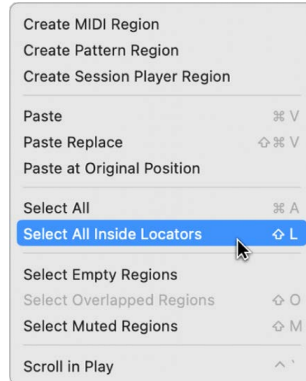 Create MIDI Region
Create Pattern Region
Create Session Player Region
Paste ⌘ V
Paste Replace ⇧ ⌘ V
Paste at Original Position
Select All ⌘ A
Select All Inside Locators ⇧ L
Select Empty Regions
Select Overlapped Regions ⇧ O
Select Muted Regions ⇧ M
Scroll in Play ^ `